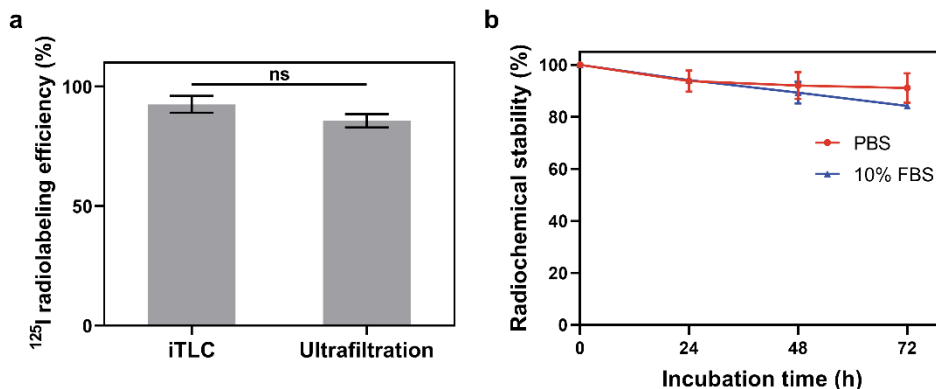 a
¹²⁵I radiolabeling efficiency (%)
100
50
0
ns
iTLC
Ultrafiltration
b
Radiochemical stability (%)
100
80
60
40
20
0
PBS
10% FBS
0
24
48
72
Incubation time (h)